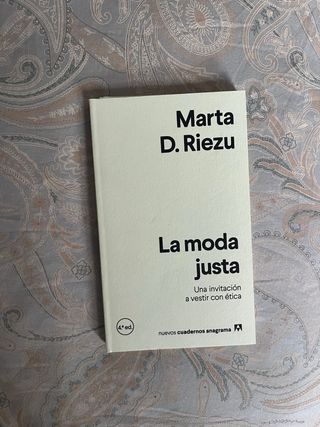 Marta
D. Riezu
La moda
justa
Una invitación
a vestir con ética
4.ª ed.
nuevos cuadernos anagrama